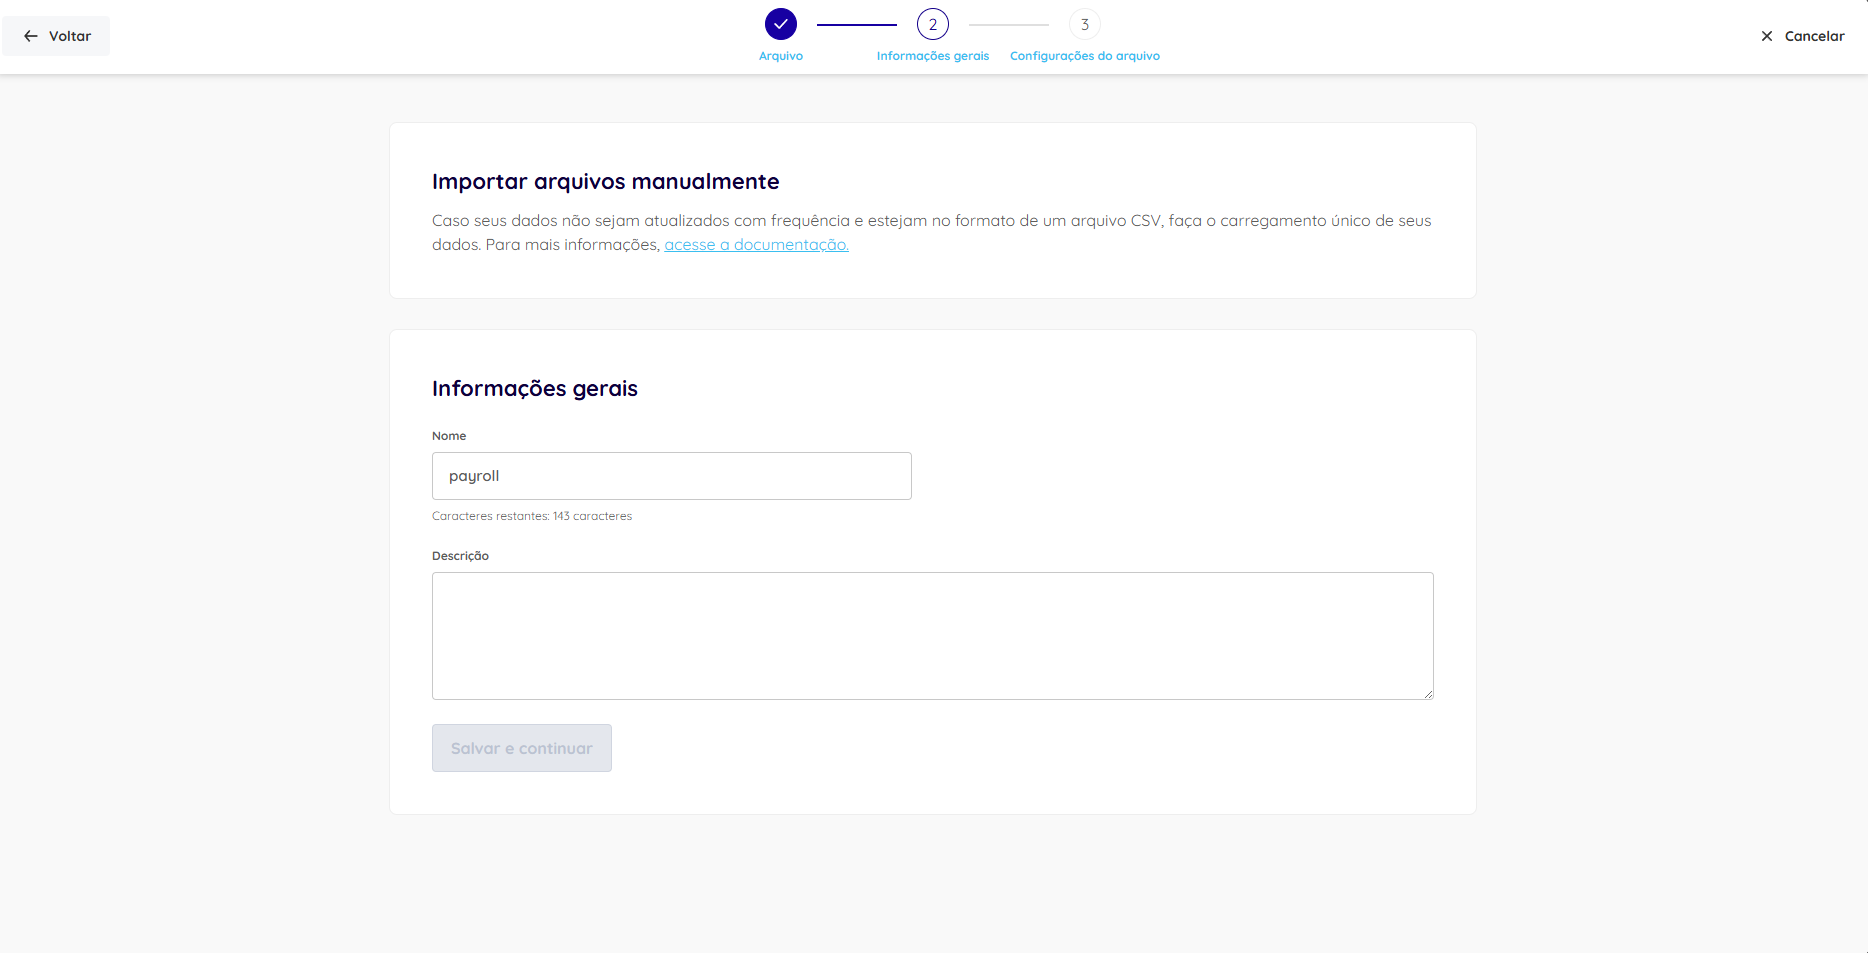 Voltar
2
3
Cancelar
Arquivo
Informações gerais
Configurações do arquivo
Importar arquivos manualmente
Caso seus dados não sejam atualizados com frequência e estejam no formato de um arquivo CSV, faça o carregamento único de seus
dados. Para mais informações, acesse a documentação.
Informações gerais
Nome
payroll
Caracteres restantes: 143 caracteres
Descrição
Salvar e continuar